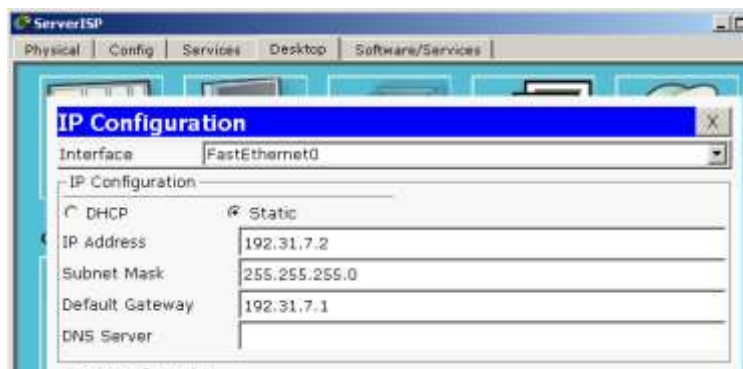 ServerISP
Physical Config Services Desktop Software/Services
IP Configuration X
Interface FastEthernet0
IP Configuration
DHCP Static
IP Address 192.31.7.2
Subnet Mask 255.255.255.0
Default Gateway 192.31.7.1
DNS Server